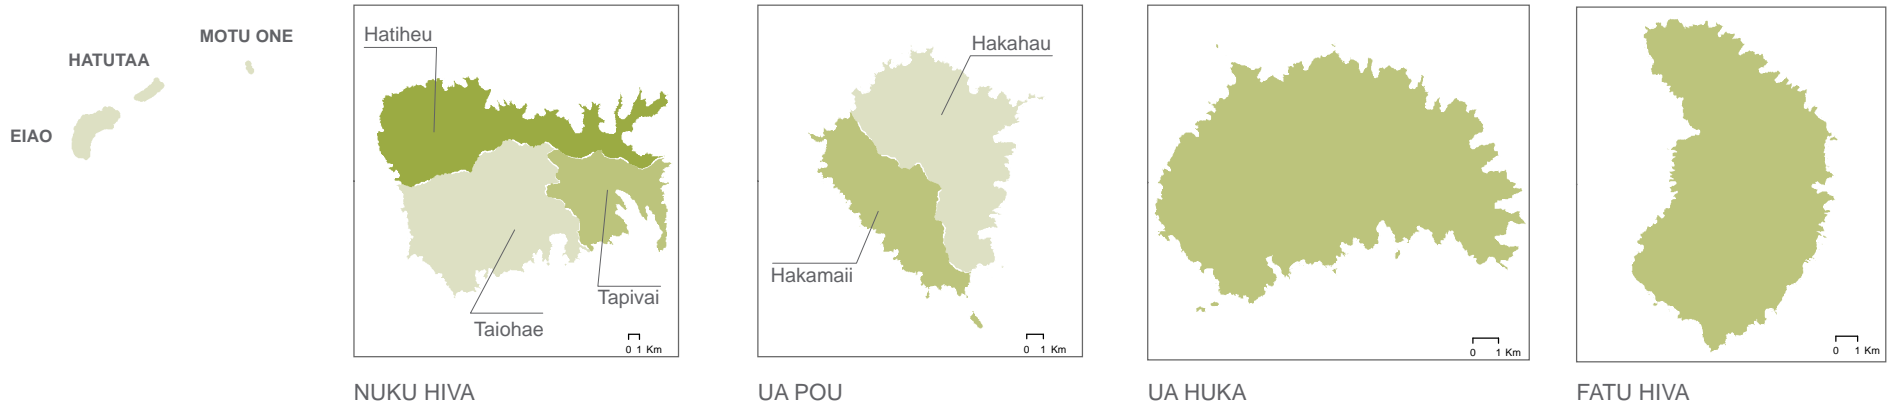 MOTU ONE
HATUTAA
EIAO
Hatiheu
Tapivai
Taiohae
0 1 Km
NUKU HIVA
Hakahau
Hakamaii
0 1 Km
UA POU
0 1 Km
UA HUKA
0 1 Km
FATU HIVA